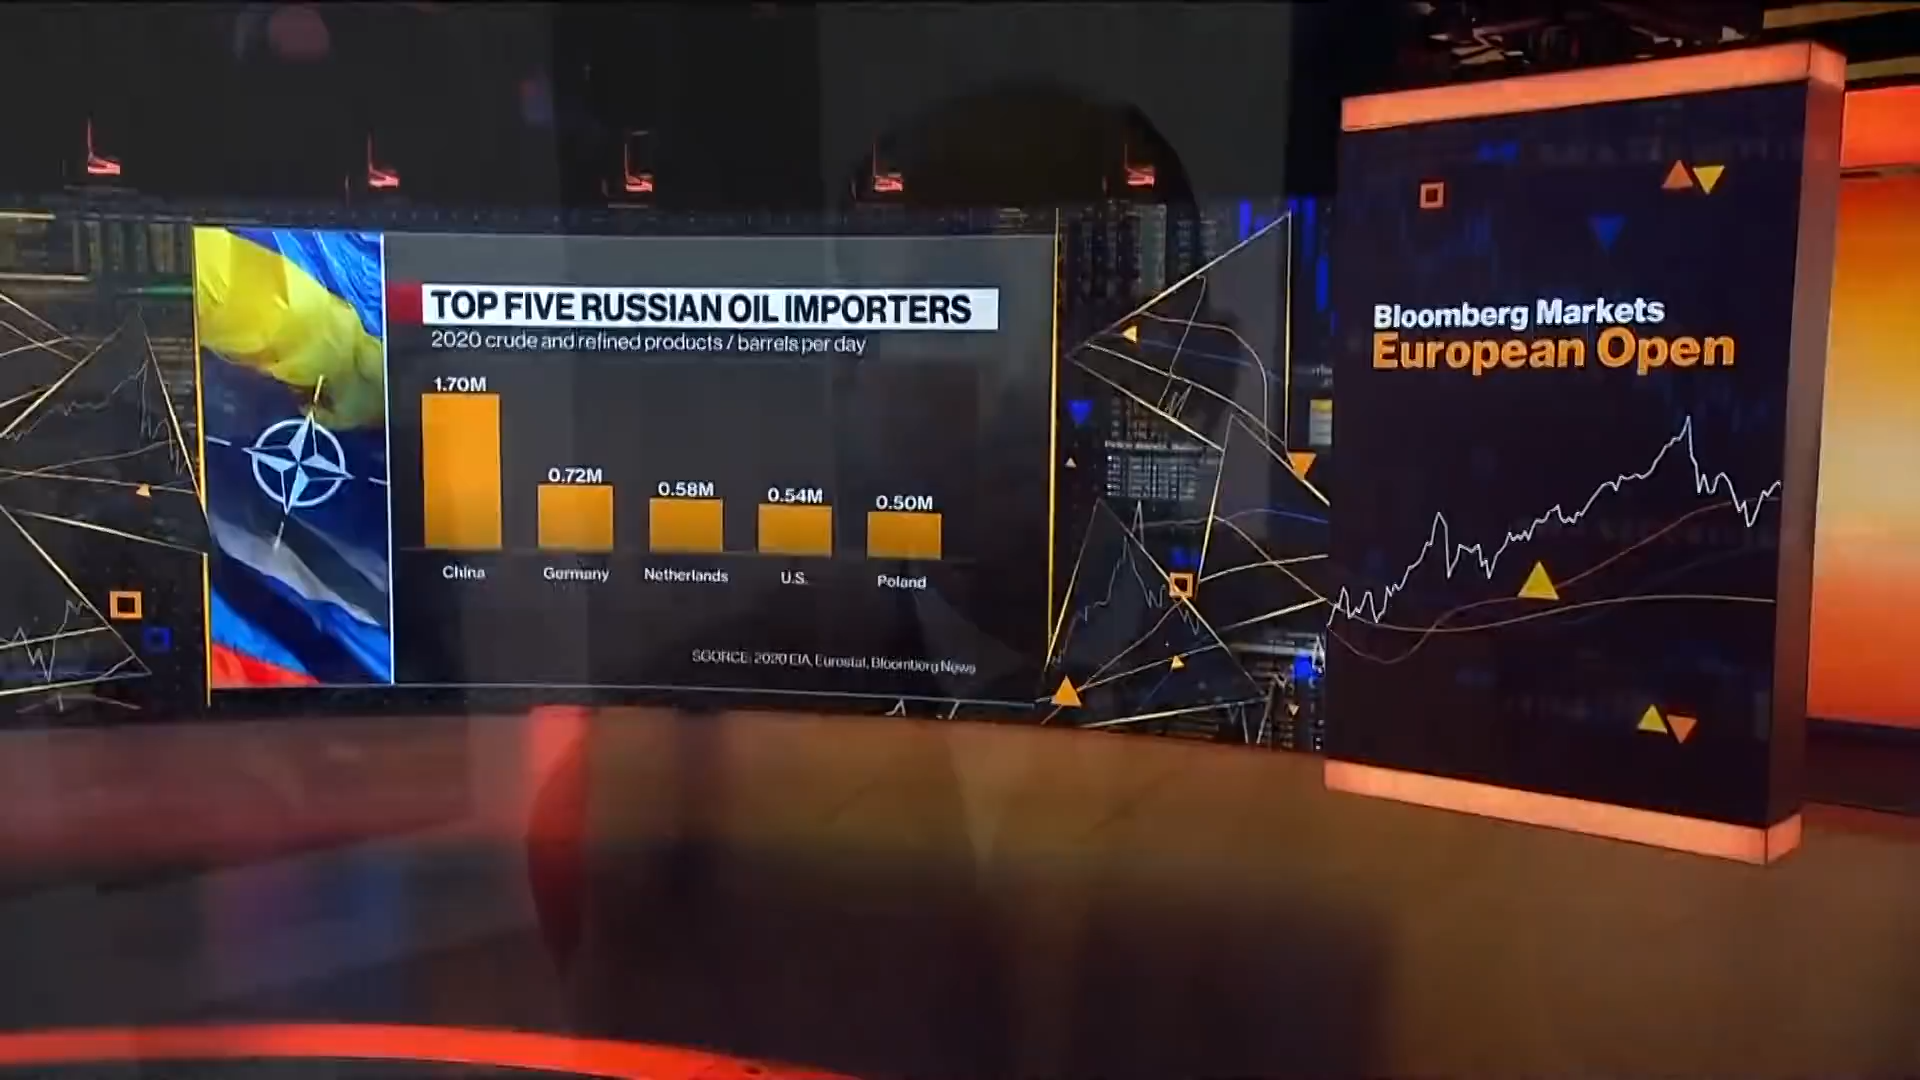 TOP FIVE RUSSIAN OIL IMPORTERS
2020 crude and refined products / barrels per day
1.70M
0.72M
0.58M
0.54M
0.50M
China
Germany
Netherlands
U.S.
Poland
SOURCE: 2020 EIA, Eurostat, Bloomberg News
Bloomberg Markets
European Open